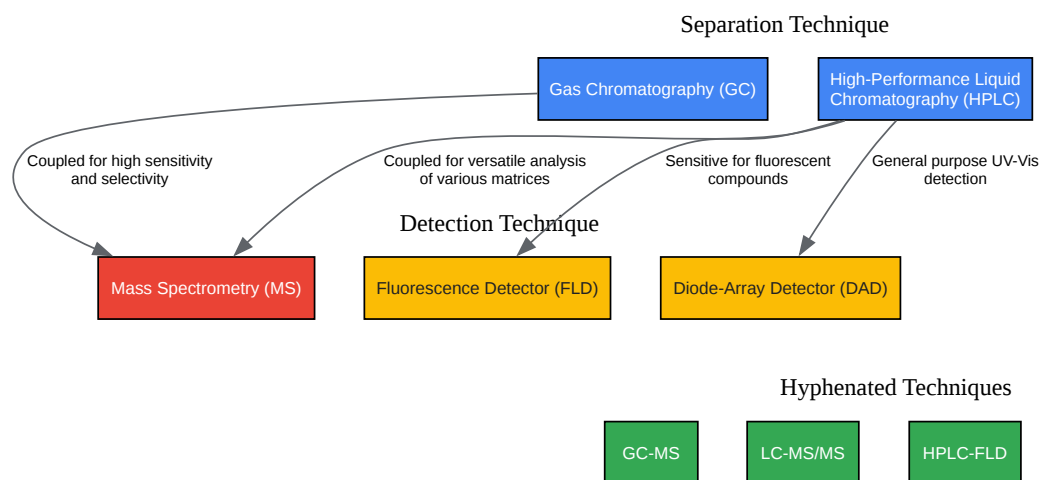 Separation Technique
Gas Chromatography (GC)
High-Performance Liquid
Chromatography (HPLC)
Coupled for high sensitivity
and selectivity
Coupled for versatile analysis
of various matrices
Sensitive for fluorescent
compounds
General purpose UV-Vis
detection
Detection Technique
Mass Spectrometry (MS)
Fluorescence Detector (FLD)
Diode-Array Detector (DAD)
Hyphenated Techniques
GC-MS
LC-MS/MS
HPLC-FLD